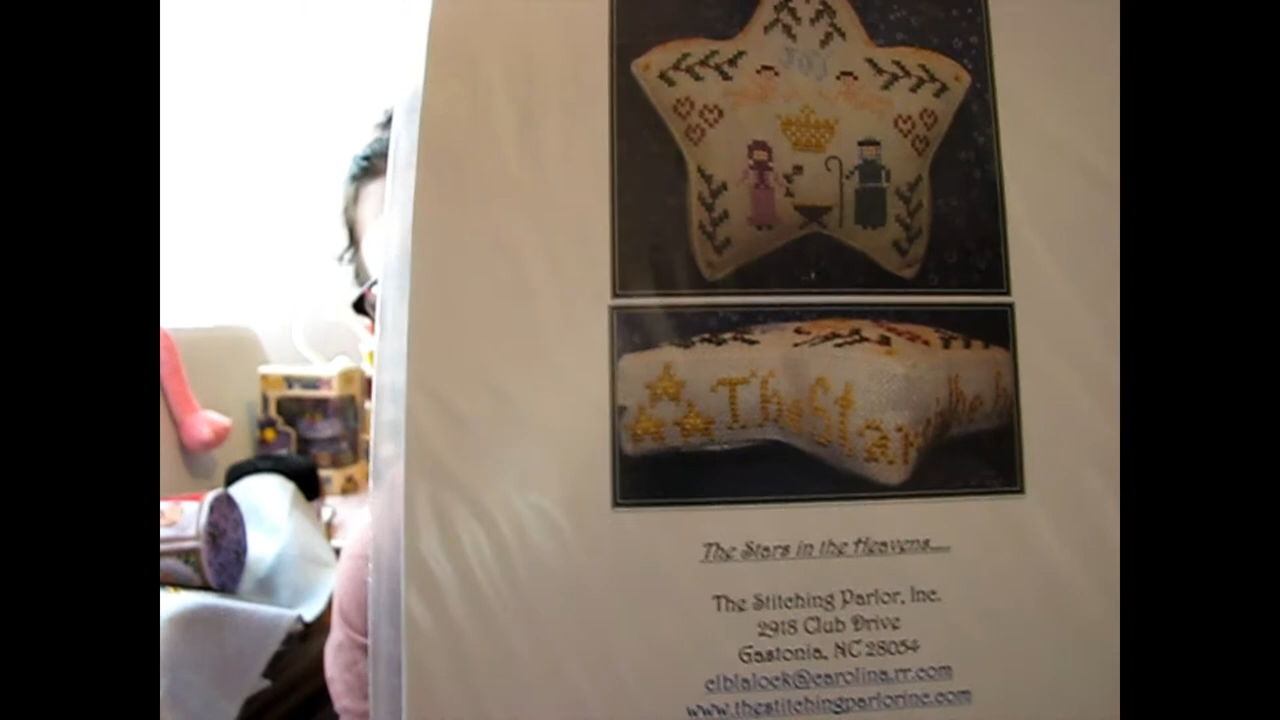 JOY
The Star
The Stars in the Heavens....
The Stitching Parlor, Inc.
2918 Club Drive
Gastonia, NC 28054
clblalock@carolina.rr.com
www.thestitchingparlorinc.com